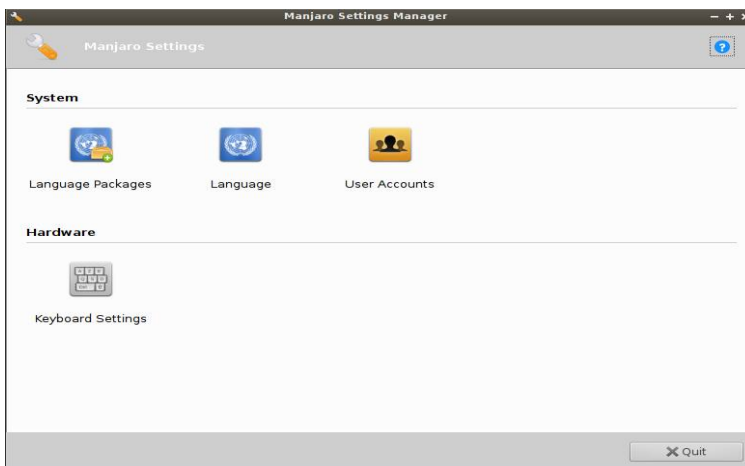 Manjaro Settings Manager
Manjaro Settings
System
Language Packages
Language
User Accounts
Hardware
Keyboard Settings
Quit